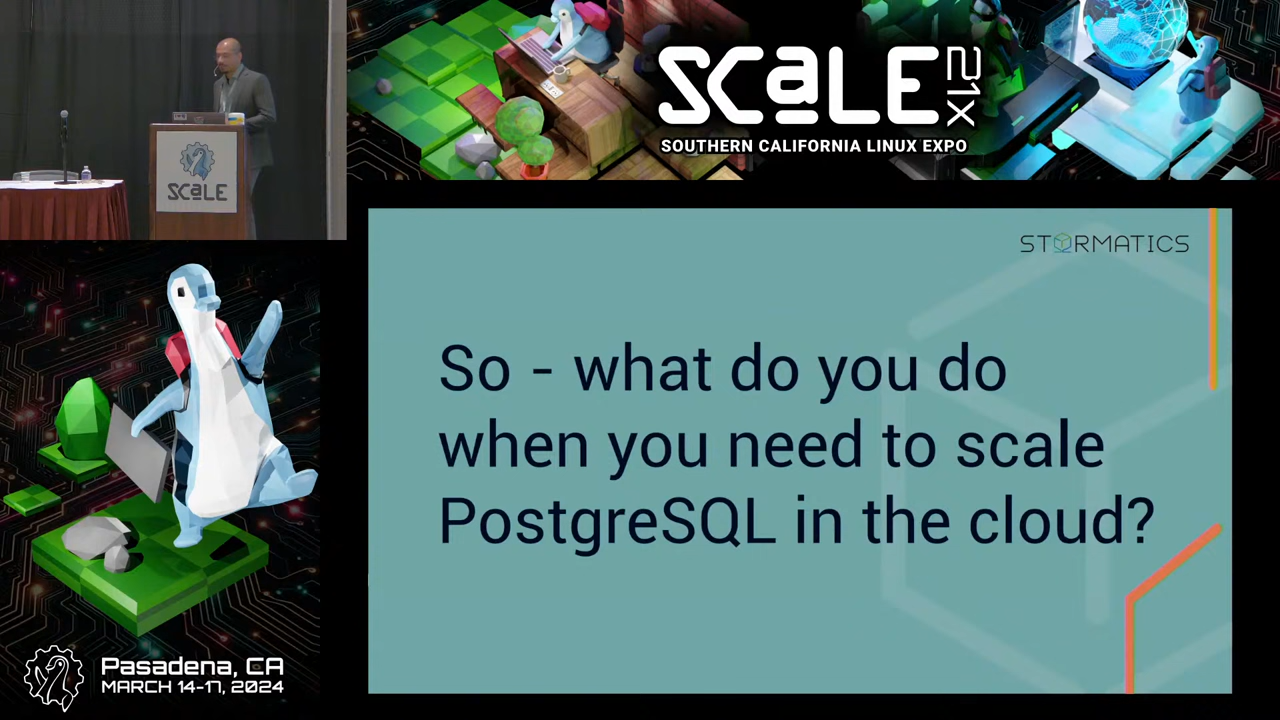 SCaLE
21X
SOUTHERN CALIFORNIA LINUX EXPO
SCaLE
STORMATICS
So - what do you do
when you need to scale
PostgreSQL in the cloud?
Pasadena, CA
MARCH 14-17, 2024